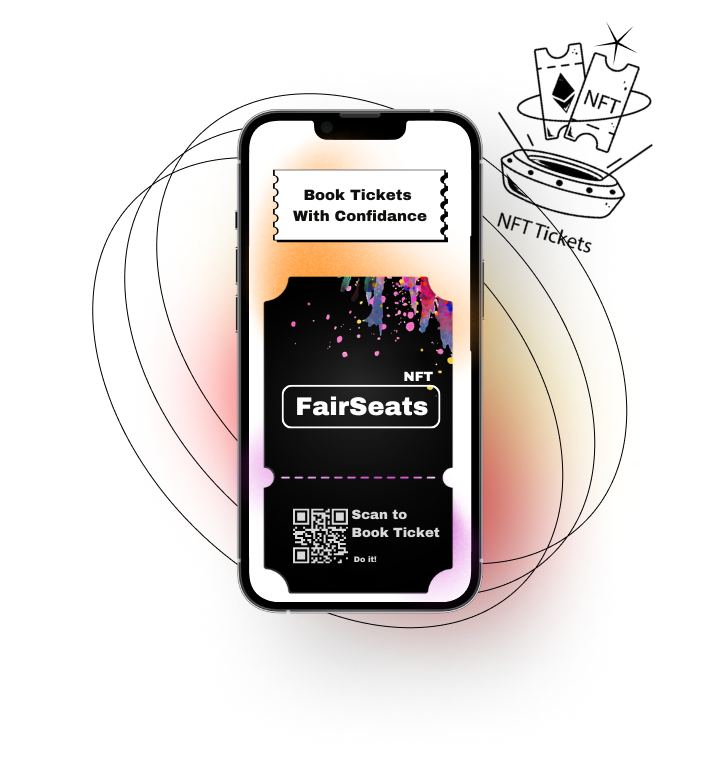 NFT
NFT Tickets
Book Tickets
With Confidance
NFT
FairSeats
Scan to
Book Ticket
Do it!